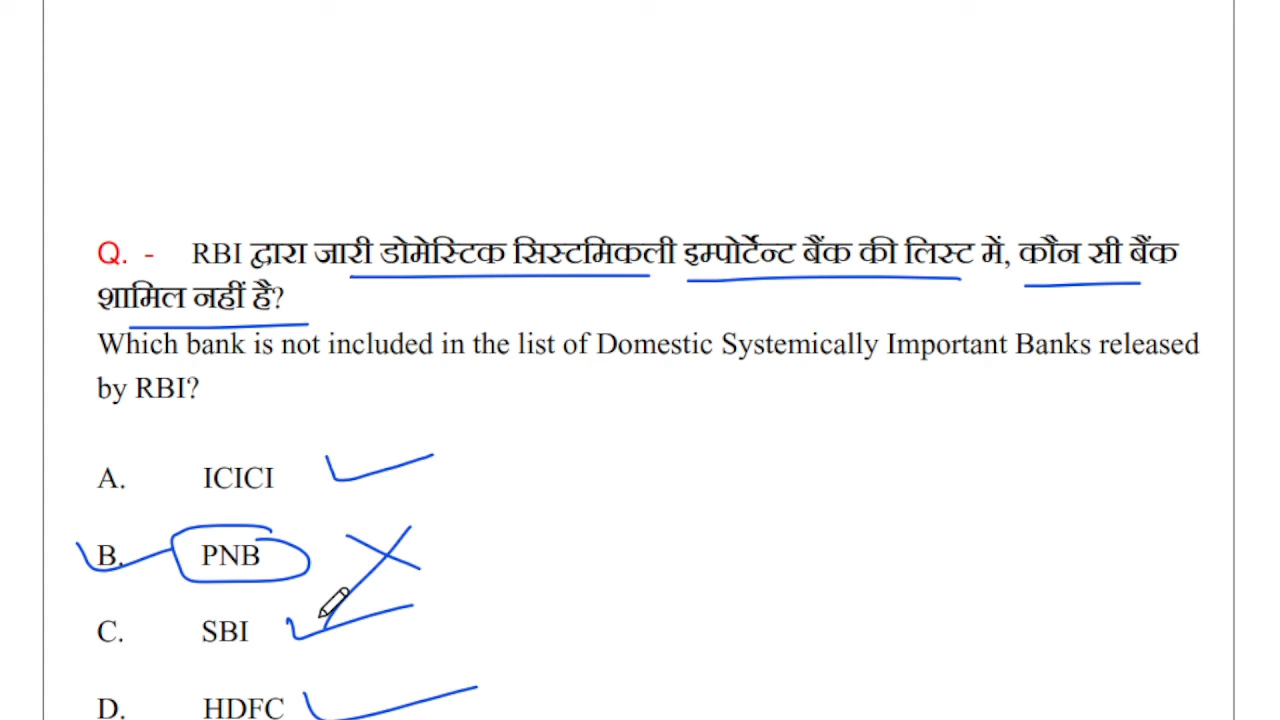 Q. - RBI द्वारा जारी डोमेस्टिक सिस्टमिकली इम्पोर्टेन्ट बैंक की लिस्ट में, कौन सी बैंक
शामिल नहीं है?
Which bank is not included in the list of Domestic Systemically Important Banks released
by RBI?
A. ICICI
B. PNB
C. SBI
D. HDFC